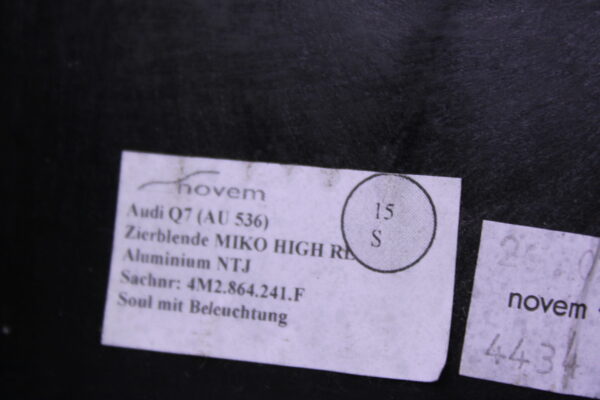 novem
Audi Q7 (AU 536)
Zierblende MIKO HIGH RE
Aluminium NTJ
Sachnr: 4M2.864.241.F
Soul mit Beleuchtung
15
S
novem
4434